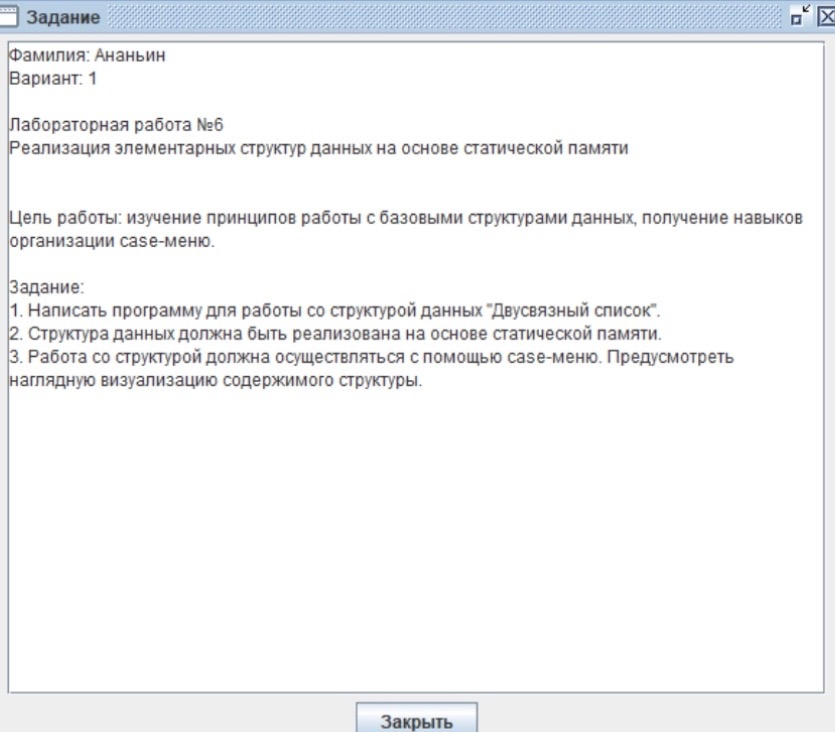 Задание
Фамилия: Ананьин
Вариант: 1
Лабораторная работа №6
Реализация элементарных структур данных на основе статической памяти
Цель работы: изучение принципов работы с базовыми структурами данных, получение навыков
организации case-меню.
Задание:
1. Написать программу для работы со структурой данных "Двусвязный список".
2. Структура данных должна быть реализована на основе статической памяти.
3. Работа со структурой должна осуществляться с помощью case-меню. Предусмотреть
наглядную визуализацию содержимого структуры.
Закрыть